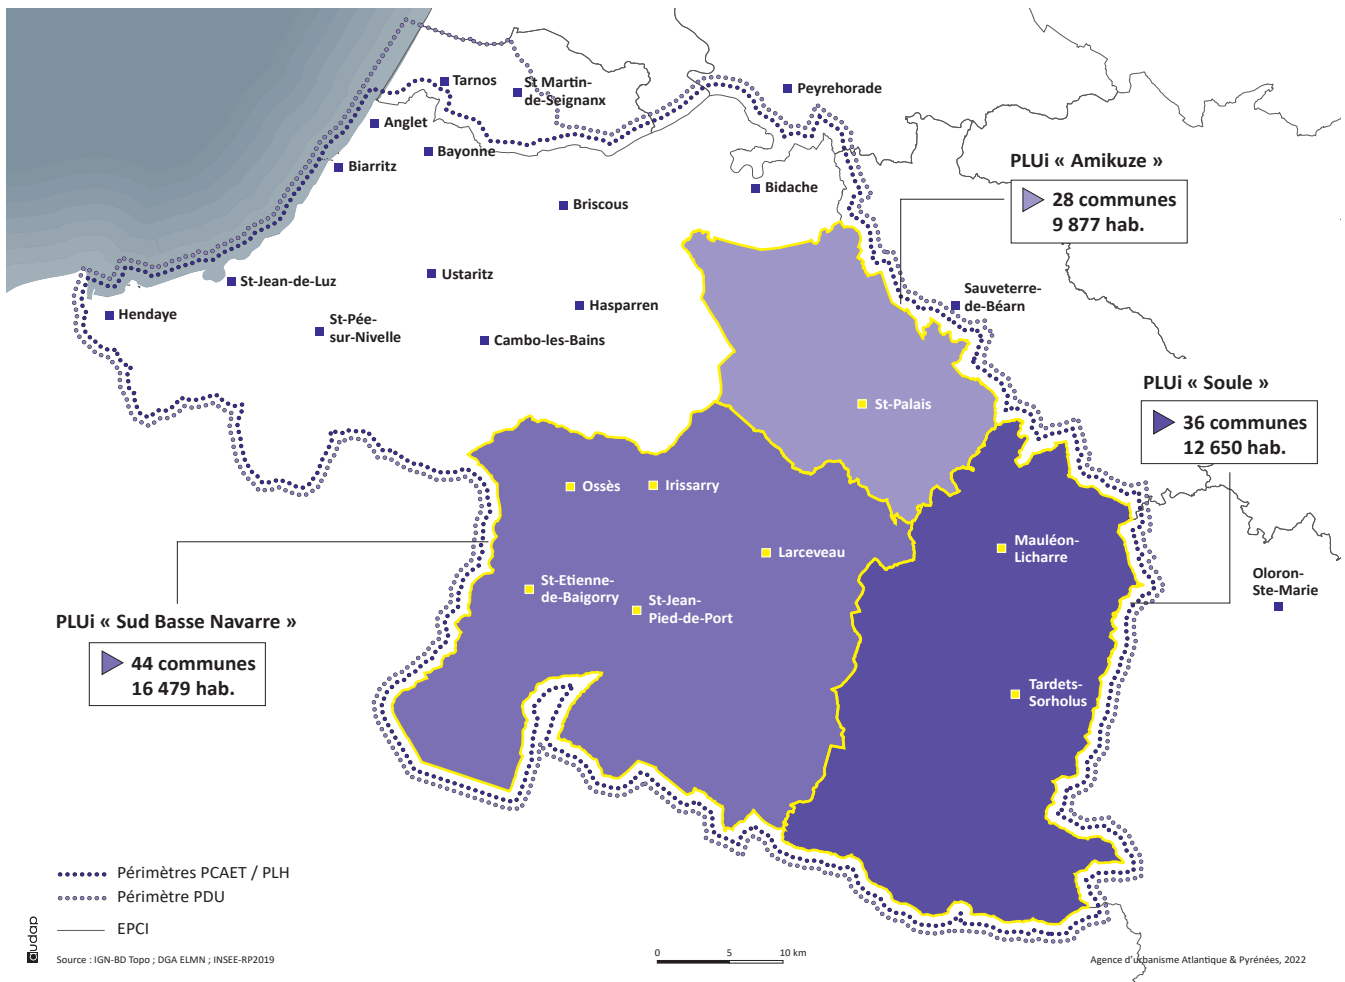 Tarnos
St Martin-
de-Seignanx
Peyrehorade
Anglet
Bayonne
Biarritz
Bidache
Briscous
PLUi « Amikuze »
28 communes
9 877 hab.
Ustaritz
St-Jean-de-Luz
Hendaye
St-Pée-
sur-Nivelle
Hasparren
Cambo-les-Bains
Sauveterre-
de-Béarn
PLUi « Soule »
36 communes
12 650 hab.
St-Palais
Ossès
Irissarry
Larceveau
Mauléon-
Licharre
St-Etienne-
de-Baigorry
St-Jean-
Pied-de-Port
Oloron-
Ste-Marie
PLUi « Sud Basse Navarre »
44 communes
16 479 hab.
Tardets-
Sorholus
Périmètres PCAET / PLH
Périmètre PDU
EPCI
audap
Source : IGN-BD Topo ; DGA ELMN ; INSEE-RP2019
0 5 10 km
Agence d'urbanisme Atlantique & Pyrénées, 2022